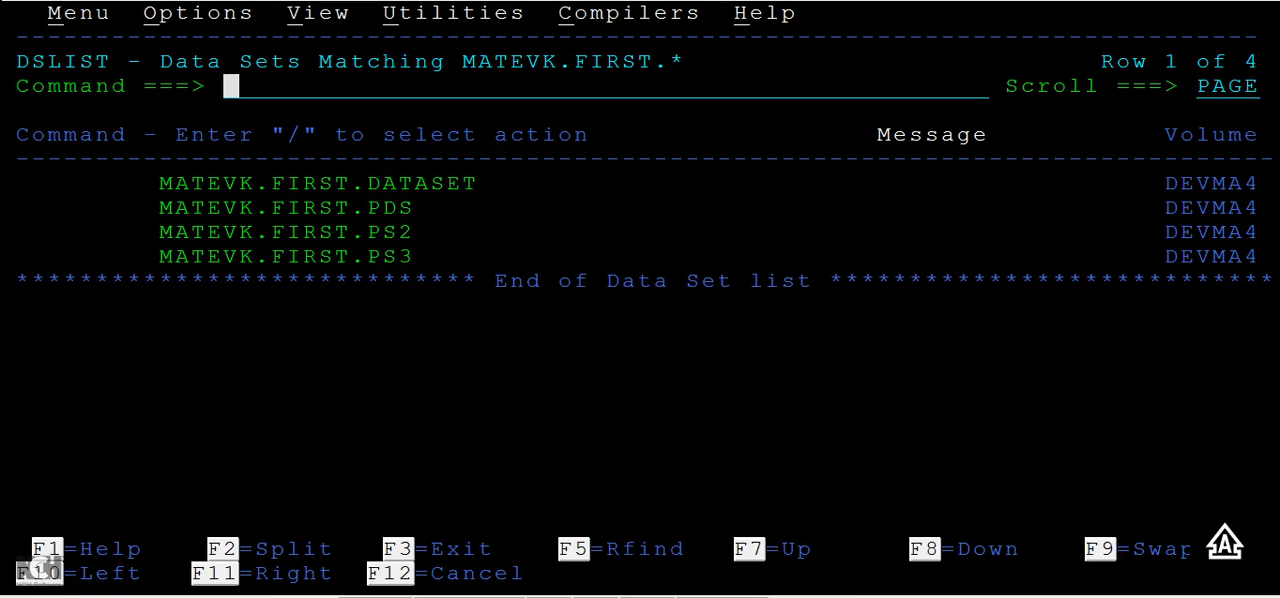 Menu Options View Utilities Compilers Help
DSLIST - Data Sets Matching MATEVK.FIRST.* Row 1 of 4
Command ===> Scroll ===> PAGE
Command - Enter "/" to select action Message Volume
MATEVK.FIRST.DATASET DEVMA4
MATEVK.FIRST.PDS DEVMA4
MATEVK.FIRST.PS2 DEVMA4
MATEVK.FIRST.PS3 DEVMA4
****************************** End of Data Set list ****************************
F1=Help F2=Split F3=Exit F5=Rfind F7=Up F8=Down F9=Swap
F10=Left F11=Right F12=Cancel